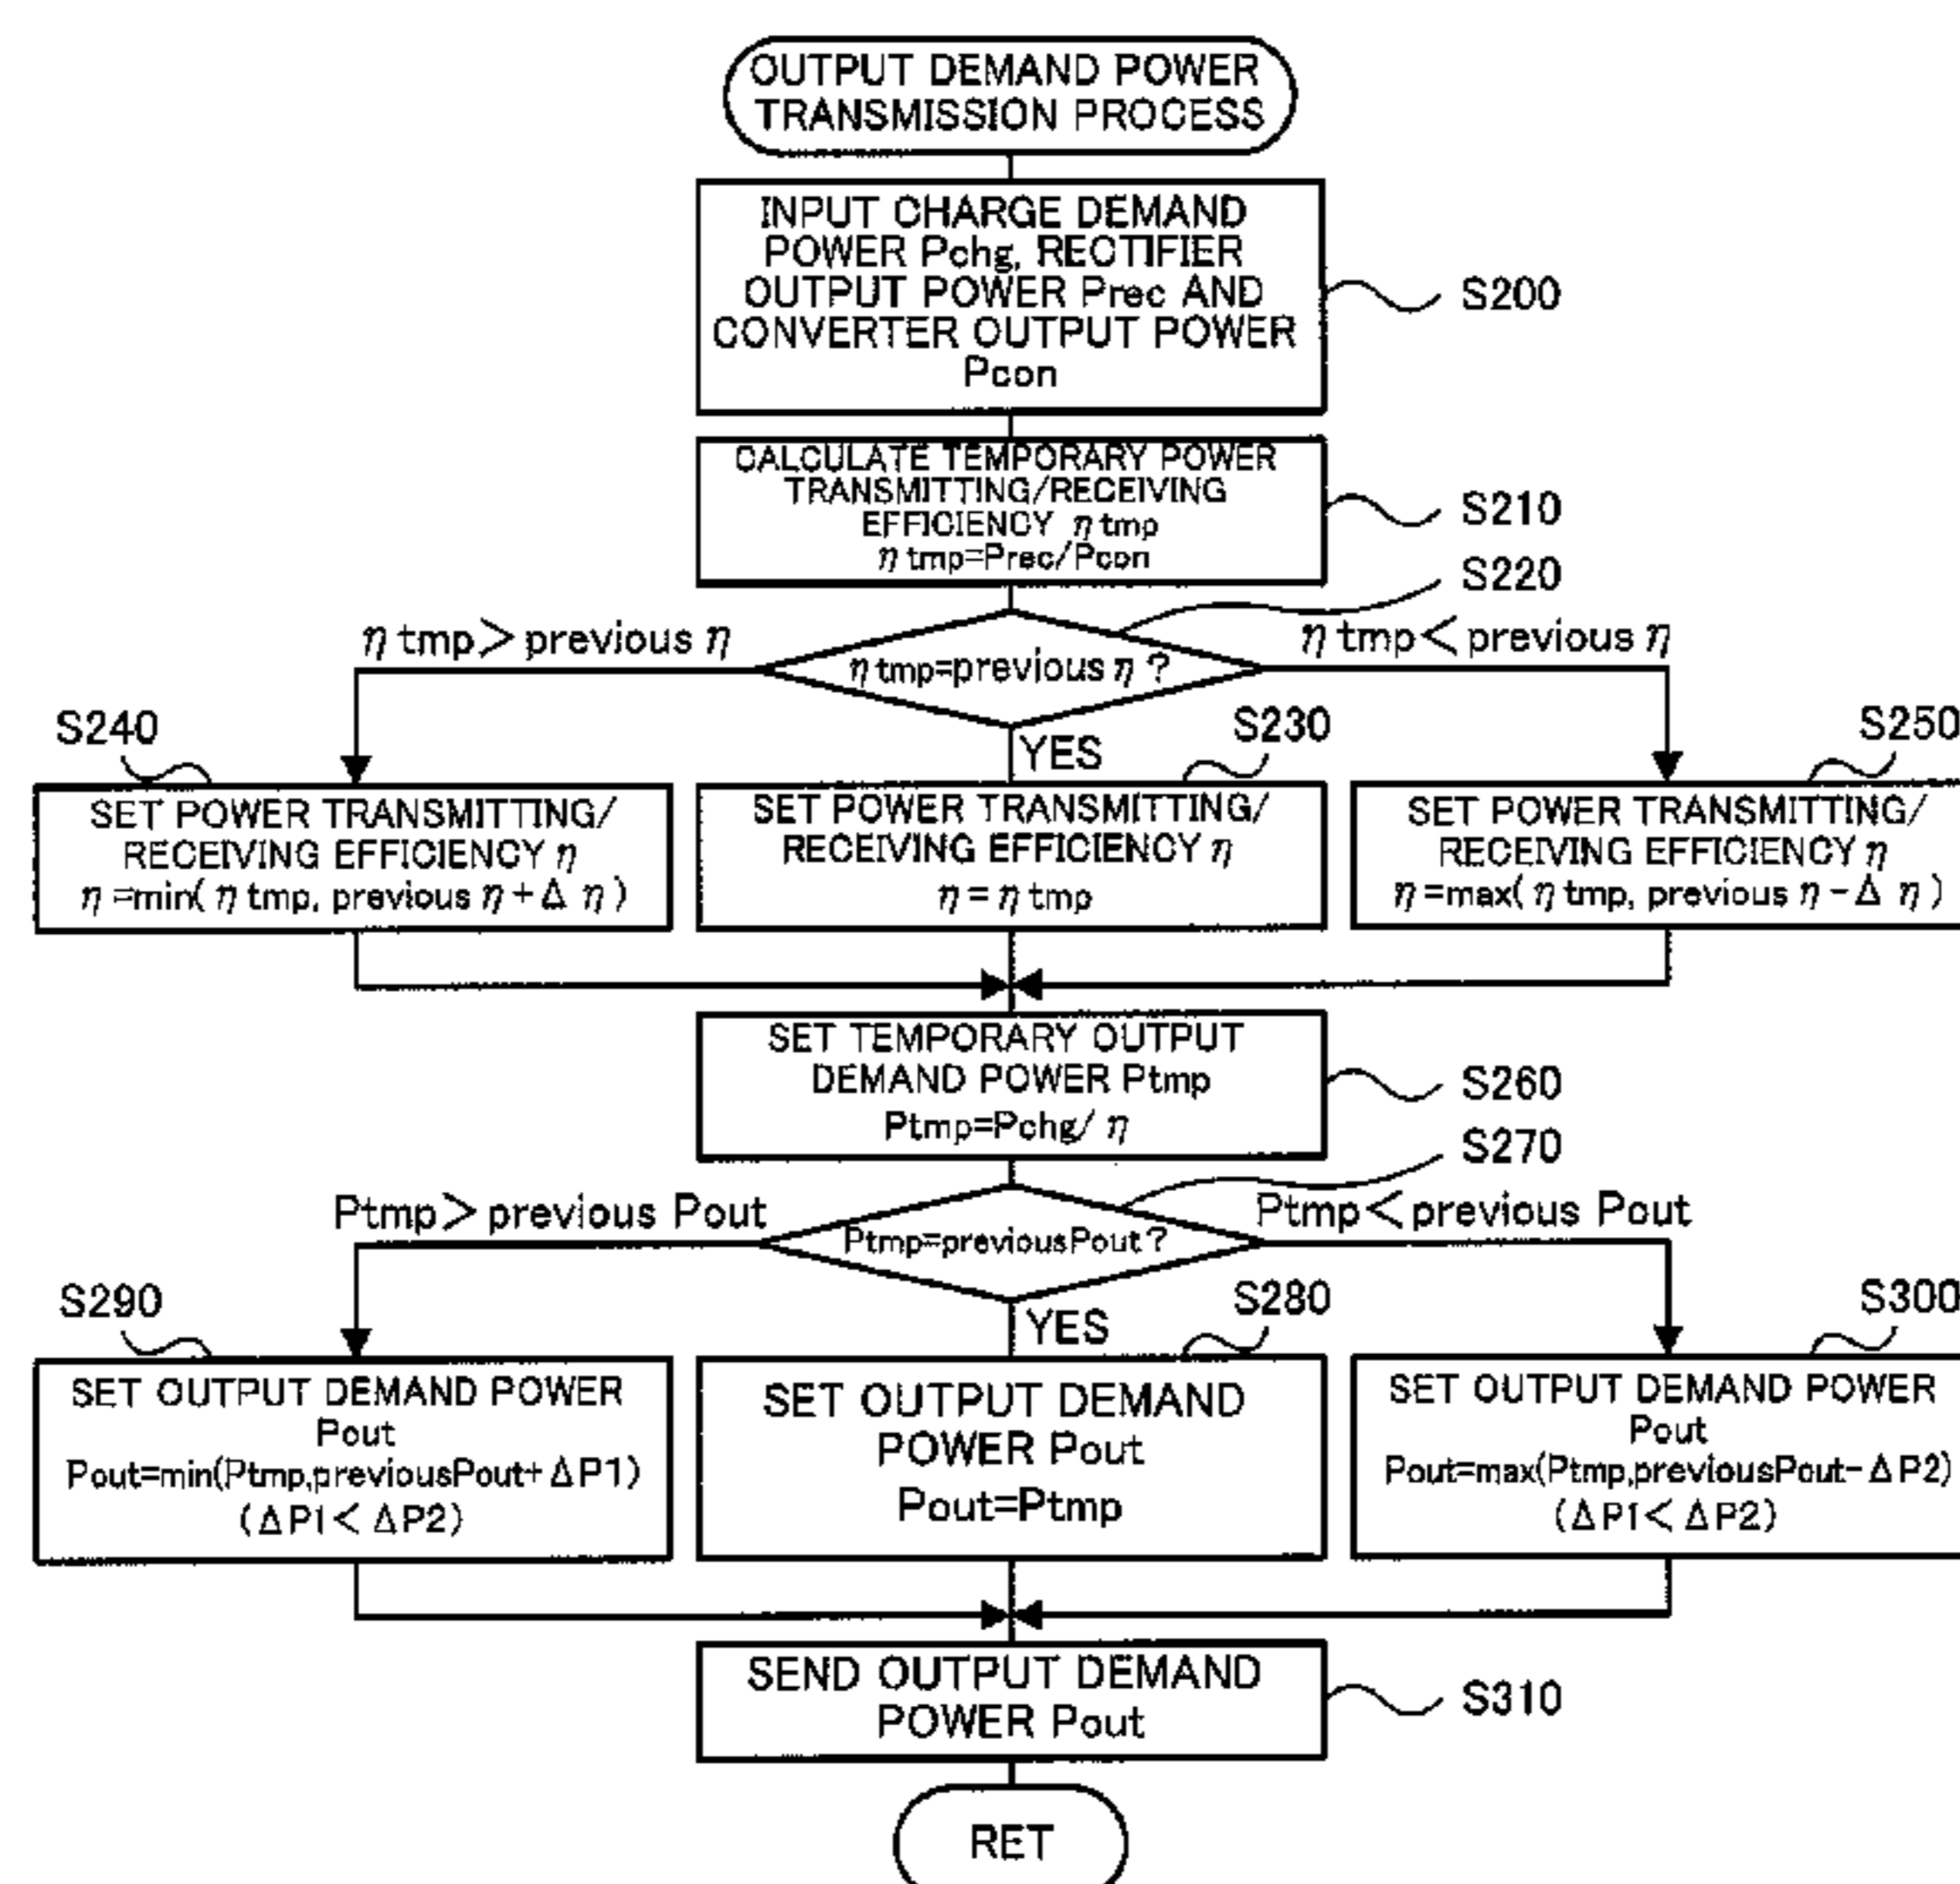 OUTPUT DEMAND POWER
TRANSMISSION PROCESS
INPUT CHARGE DEMAND
POWER Pchg, RECTIFIER
OUTPUT POWER Prec AND
CONVERTER OUTPUT POWER
Pcon
S200
CALCULATE TEMPORARY POWER
TRANSMITTING/RECEIVING
EFFICIENCY η tmp
η tmp=Prec/Pcon
S210
S220
η tmp>previous η
η tmp=previous η ?
η tmp<previous η
S240
YES
S230
S250
SET POWER TRANSMITTING/
RECEIVING EFFICIENCY η
η =min( η tmp, previous η + Δ η )
SET POWER TRANSMITTING/
RECEIVING EFFICIENCY η
η = η tmp
SET POWER TRANSMITTING/
RECEIVING EFFICIENCY η
η =max( η tmp, previous η - Δ η )
SET TEMPORARY OUTPUT
DEMAND POWER Ptmp
Ptmp=Pchg/ η
S260
S270
Ptmp>previous Pout
Ptmp=previousPout?
Ptmp<previous Pout
S290
YES
S280
S300
SET OUTPUT DEMAND POWER
Pout
Pout=min(Ptmp,previousPout+ΔP1)
(ΔP1<ΔP2)
SET OUTPUT DEMAND
POWER Pout
Pout=Ptmp
SET OUTPUT DEMAND POWER
Pout
Pout=max(Ptmp,previousPout-ΔP2)
(ΔP1<ΔP2)
SEND OUTPUT DEMAND
POWER Pout
S310
RET